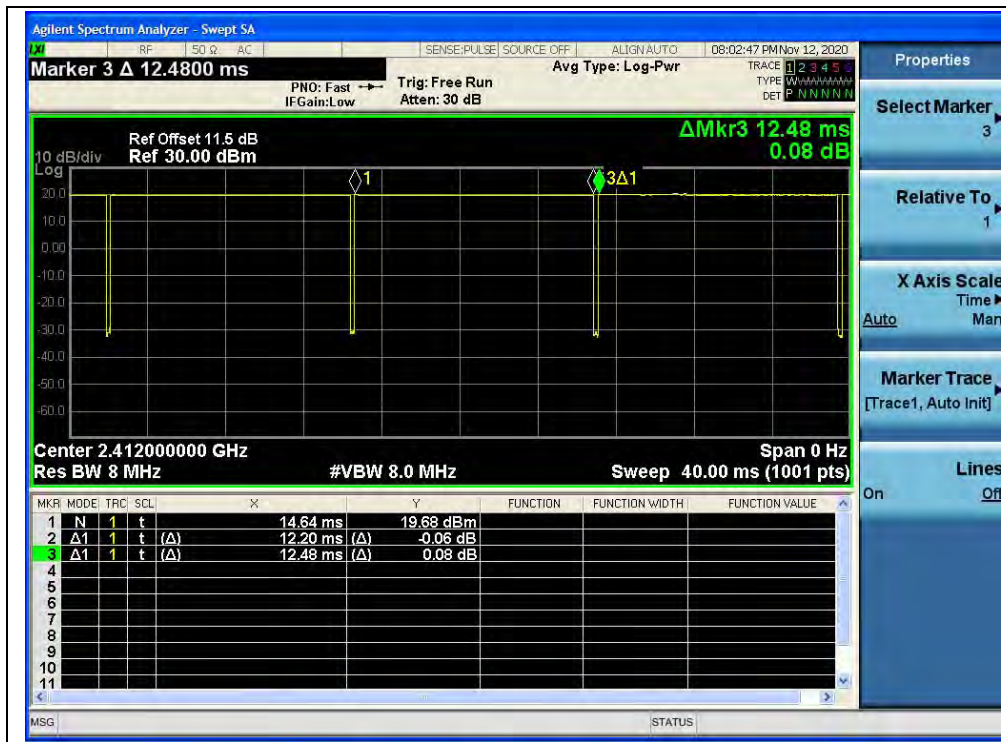 Agilent Spectrum Analyzer - Swept SA
LXI RF 50 Ω AC SENSE:PULSE SOURCE OFF ALIGN AUTO 08:02:47 PM Nov 12, 2020
Marker 3 Δ 12.4800 ms
PNO: Fast
IFGain:Low
Trig: Free Run
Atten: 30 dB
Avg Type: Log-Pwr
TRACE 1 2 3 4 5 6
TYPE WWWWWW
DET P N N N N N
ΔMkr3 12.48 ms
0.08 dB
Ref Offset 11.5 dB
10 dB/div Ref 30.00 dBm
Log
20.0
10.0
0.00
-10.0
-20.0
-30.0
-40.0
-50.0
-60.0
1
3Δ1
Center 2.412000000 GHz Span 0 Hz
Res BW 8 MHz #VBW 8.0 MHz Sweep 40.00 ms (1001 pts)
MKR MODE TRC SCL X Y FUNCTION FUNCTION WIDTH FUNCTION VALUE
1 N 1 t 14.64 ms 19.68 dBm
2 Δ1 1 t (Δ) 12.20 ms (Δ) -0.06 dB
3 Δ1 1 t (Δ) 12.48 ms (Δ) 0.08 dB
4
5
6
7
8
9
10
11
MSG STATUS
Properties
Select Marker
3
Relative To
1
X Axis Scale
Time
Auto Man
Marker Trace
[Trace1, Auto Init]
Lines
On Off